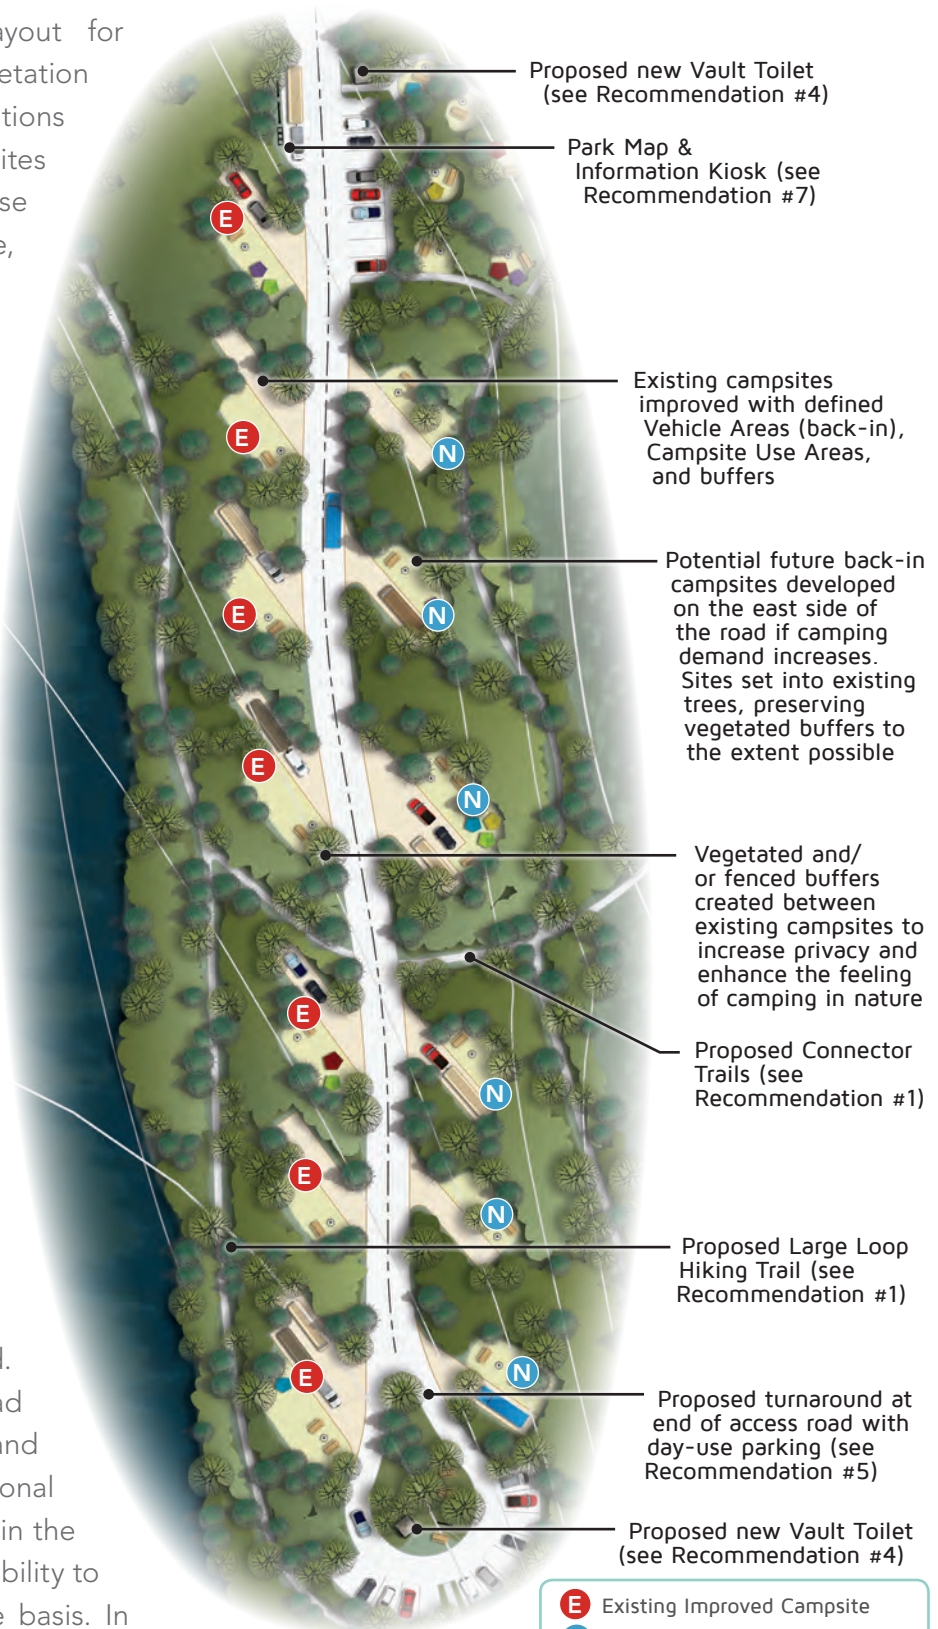 layout for
tions
ites
se
e,
Proposed new Vault Toilet
(see Recommendation #4)
Park Map &
Information Kiosk (see
Recommendation #7)
E
Existing campsites
improved with defined
Vehicle Areas (back-in),
Campsite Use Areas,
and buffers
E
N
Potential future back-in
campsites developed
on the east side of
the road if camping
demand increases.
Sites set into existing
trees, preserving
vegetated buffers to
the extent possible
E
N
E
N
Vegetated and/
or fenced buffers
created between
existing campsites to
increase privacy and
enhance the feeling
of camping in nature
E
Proposed Connector
Trails (see
Recommendation #1)
N
E
N
Proposed Large Loop
Hiking Trail (see
Recommendation #1)
E
N
Proposed turnaround at
end of access road with
day-use parking (see
Recommendation #5)
and
onal
in the
bility to
e basis. In
Proposed new Vault Toilet
(see Recommendation #4)
E Existing Improved Campsite